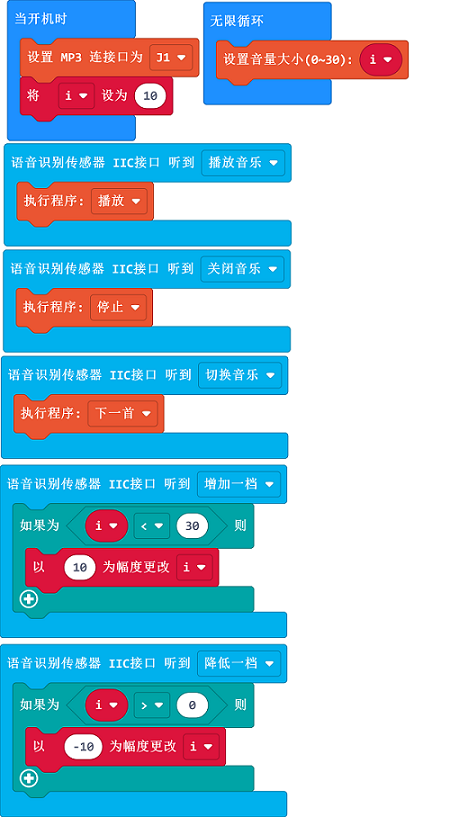 当开机时
设置 MP3 连接口为 J1
将 i 设为 10
无限循环
设置音量大小(0~30): i
语音识别传感器 IIC接口 听到 播放音乐
执行程序: 播放
语音识别传感器 IIC接口 听到 关闭音乐
执行程序: 停止
语音识别传感器 IIC接口 听到 切换音乐
执行程序: 下一首
语音识别传感器 IIC接口 听到 增加一档
如果为 i < 30 则
以 10 为幅度更改 i
语音识别传感器 IIC接口 听到 降低一档
如果为 i > 0 则
以 -10 为幅度更改 i